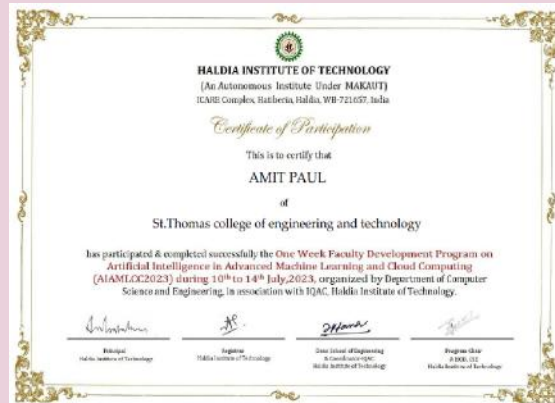 HALDIA INSTITUTE OF TECHNOLOGY
(An Autonomous Institute Under MAKAUT)
ICARE Complex, Hatiberia, Haldia, WB-721657, India
Certificate of Participation
This is to certify that
AMIT PAUL
of
St.Thomas college of engineering and technology
has participated & completed successfully the One Week Faculty Development Program on
Artificial Intelligence in Advanced Machine Learning and Cloud Computing
(AIAMLCC2023) during 10th to 14th July,2023, organized by Department of Computer
Science and Engineering, in association with IQAC, Haldia Institute of Technology.
Principal
Haldia Institute of Technology
Registrar
Haldia Institute of Technology
Dean School of Engineering
& Coordinator-IQAC
Haldia Institute of Technology
Program Chair
& HOD, CSE
Haldia Institute of Technology